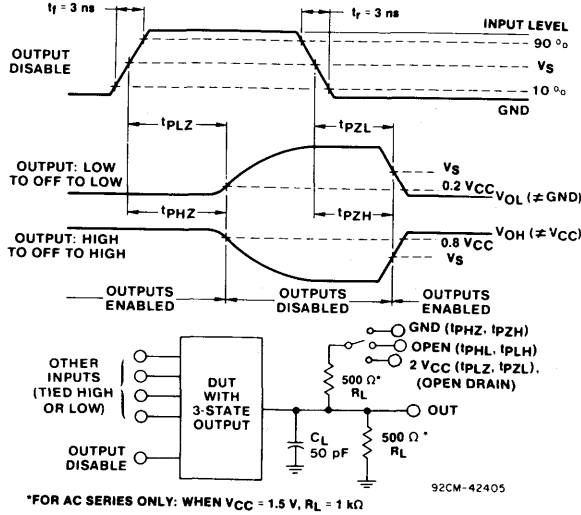 tf = 3 ns
tr = 3 ns
INPUT LEVEL
90 %
VS
10 %
GND
OUTPUT
DISABLE
tPLZ
tPZL
OUTPUT: LOW
TO OFF TO LOW
VS
0.2 VCC
VOL (≠ GND)
tPHZ
tPZH
OUTPUT: HIGH
TO OFF TO HIGH
VOH (≠ VCC)
0.8 VCC
VS
OUTPUTS
ENABLED
OUTPUTS
DISABLED
OUTPUTS
ENABLED
GND (tPHZ, tPZH)
OPEN (tPHL, tPLH)
2 VCC (tPLZ, tPZL),
(OPEN DRAIN)
OTHER
INPUTS
(TIED HIGH
OR LOW)
DUT
WITH
3-STATE
OUTPUT
500 Ω*
RL
OUT
CL
50 pF
500 Ω*
RL
OUTPUT
DISABLE
92CM-42405
*FOR AC SERIES ONLY: WHEN VCC = 1.5 V, RL = 1 kΩ